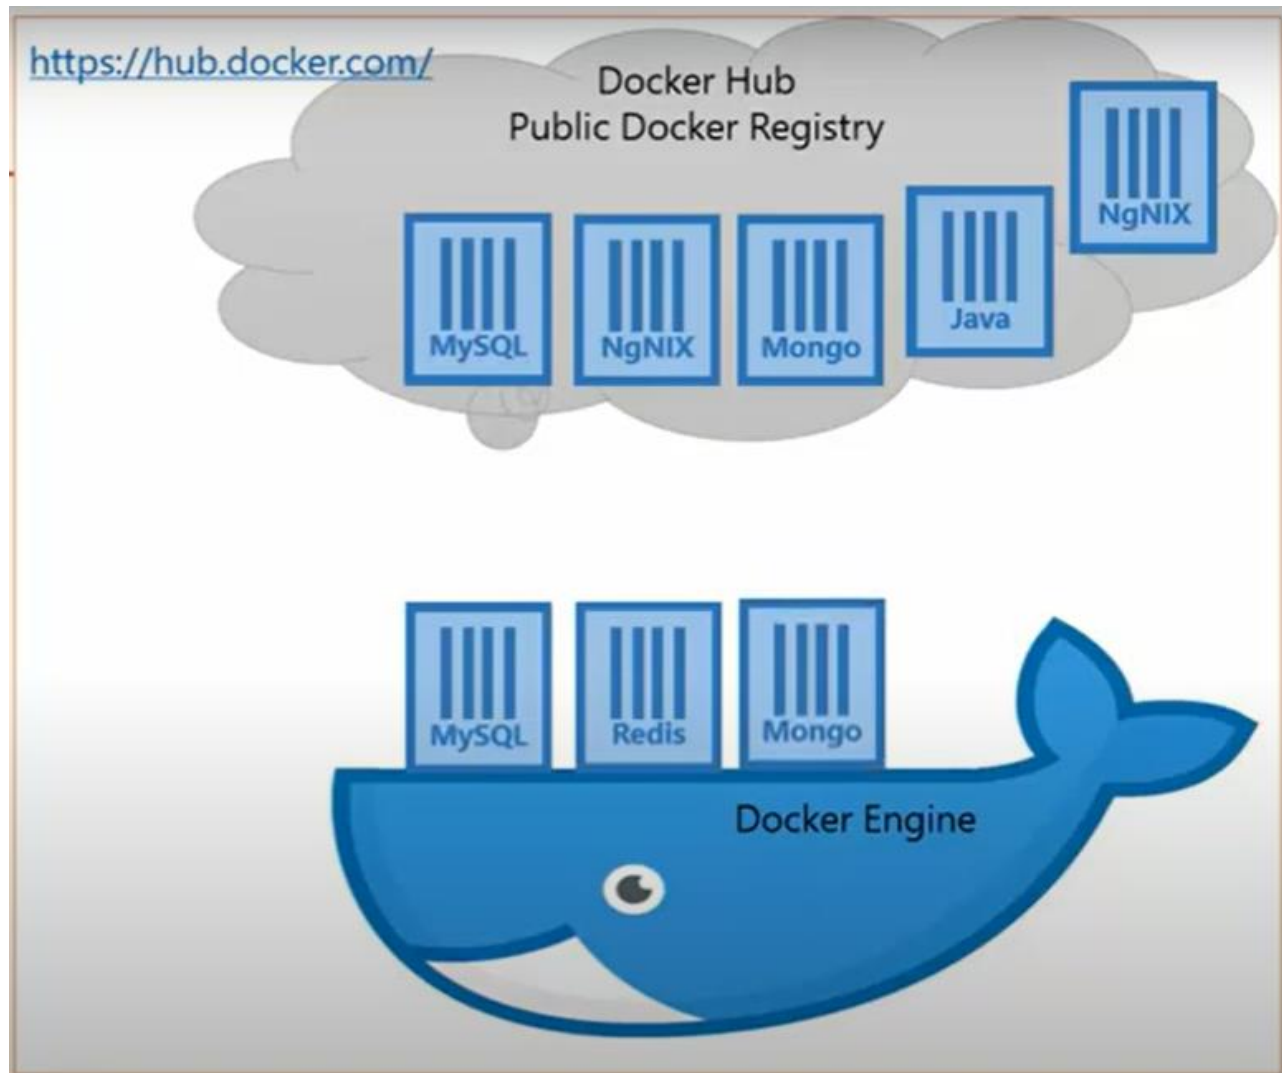 https://hub.docker.com/
Docker Hub
Public Docker Registry
NgNIX
Java
MySQL
NgNIX
Mongo
MySQL
Redis
Mongo
Docker Engine